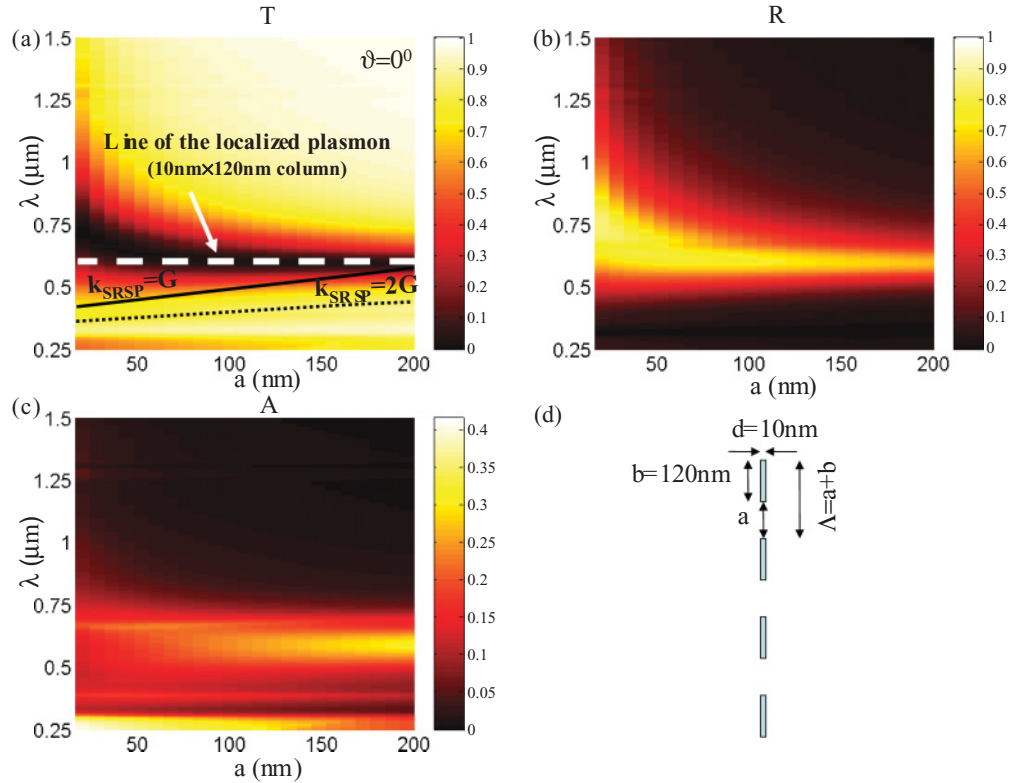 T
(a)
ϑ=0⁰
Line of the localized plasmon
(10nm×120nm column)
k_SRSP=G
k_SRSP=2G
λ (μm)
1.5
1.25
1
0.75
0.5
0.25
50
100
150
200
a (nm)
1
0.9
0.8
0.7
0.6
0.5
0.4
0.3
0.2
0.1
0
R
(b)
λ (μm)
1.5
1.25
1
0.75
0.5
0.25
50
100
150
200
a (nm)
1
0.9
0.8
0.7
0.6
0.5
0.4
0.3
0.2
0.1
0
A
(c)
λ (μm)
1.5
1.25
1
0.75
0.5
0.25
50
100
150
200
a (nm)
0.4
0.35
0.3
0.25
0.2
0.15
0.1
0.05
0
(d)
d=10nm
b=120nm
a
Λ=a+b